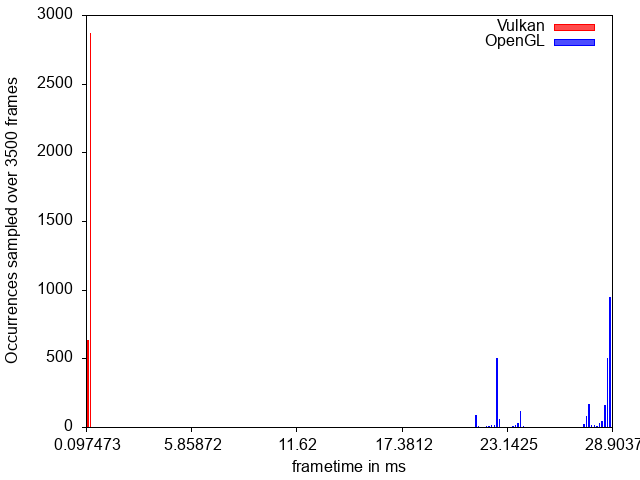 3000
2500
2000
1500
1000
500
0
Occurrences sampled over 3500 frames
Vulkan
OpenGL
0.097473 5.85872 11.62 17.3812 23.1425 28.9037
frametime in ms